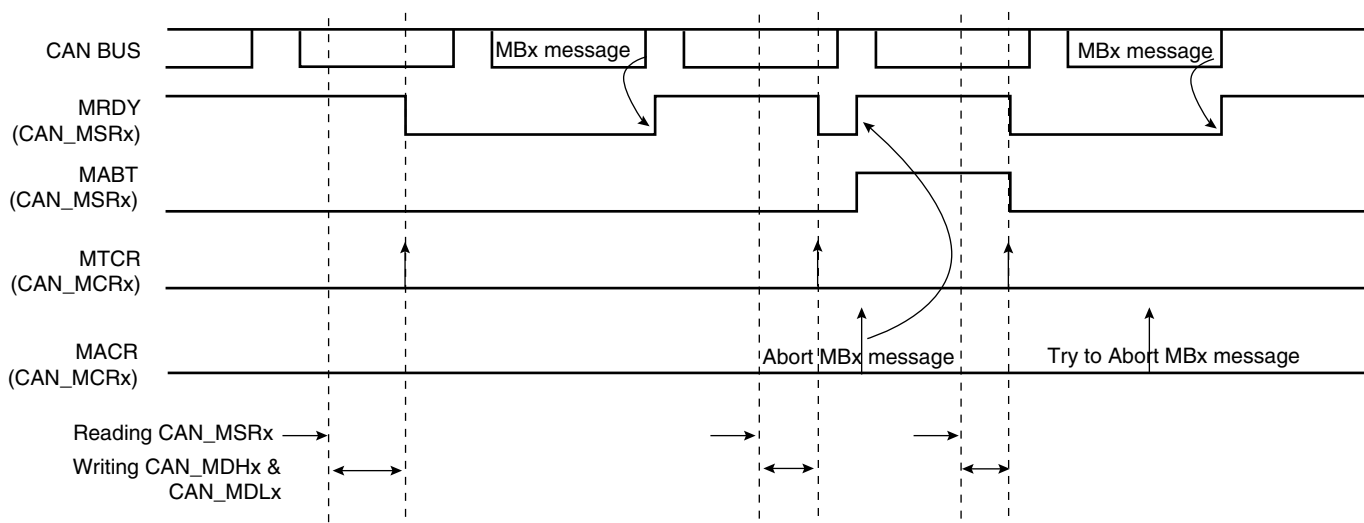 CAN BUS
MBx message
MBx message
MRDY
(CAN_MSRx)
MABT
(CAN_MSRx)
MTCR
(CAN_MCRx)
MACR
(CAN_MCRx)
Abort MBx message
Try to Abort MBx message
Reading CAN_MSRx
Writing CAN_MDHx &
CAN_MDLx